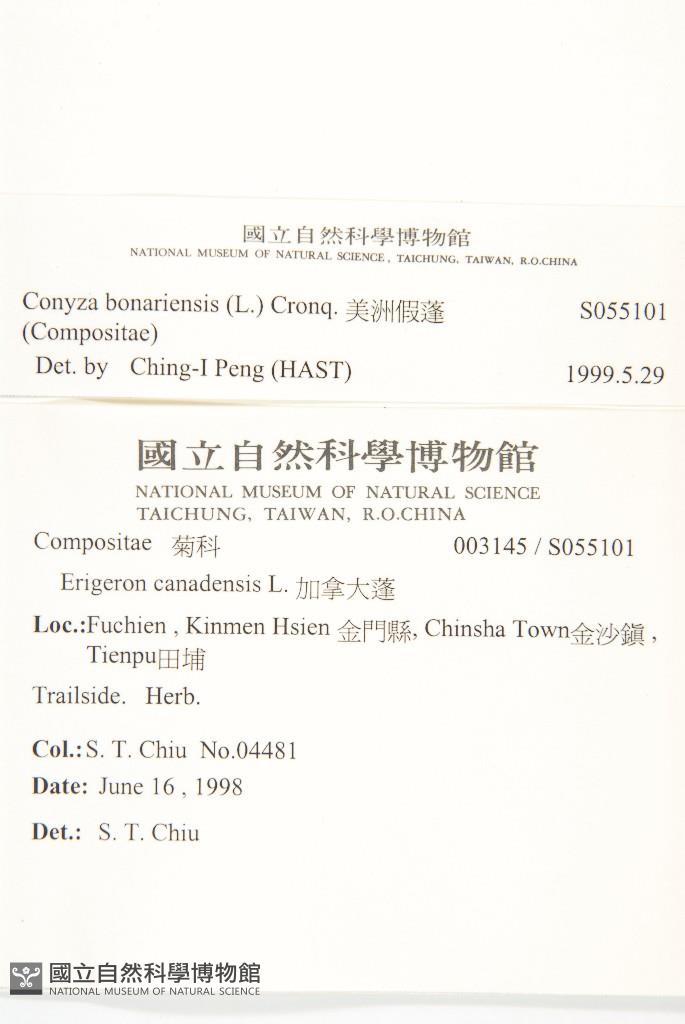 國立自然科學博物館
NATIONAL MUSEUM OF NATURAL SCIENCE, TAICHUNG, TAIWAN, R.O.CHINA
Conyza bonariensis (L.) Cronq. 美洲假蓬 S055101
(Compositae)
Det. by Ching-I Peng (HAST) 1999.5.29
國立自然科學博物館
NATIONAL MUSEUM OF NATURAL SCIENCE
TAICHUNG, TAIWAN, R.O.CHINA
Compositae 菊科 003145 / S055101
Erigeron canadensis L. 加拿大蓬
Loc.:Fuchien , Kinmen Hsien 金門縣, Chinsha Town金沙鎭 ,
Tienpu田埔
Trailside. Herb.
Col.: S. T. Chiu No.04481
Date: June 16 , 1998
Det.: S. T. Chiu
國立自然科學博物館
NATIONAL MUSEUM OF NATURAL SCIENCE